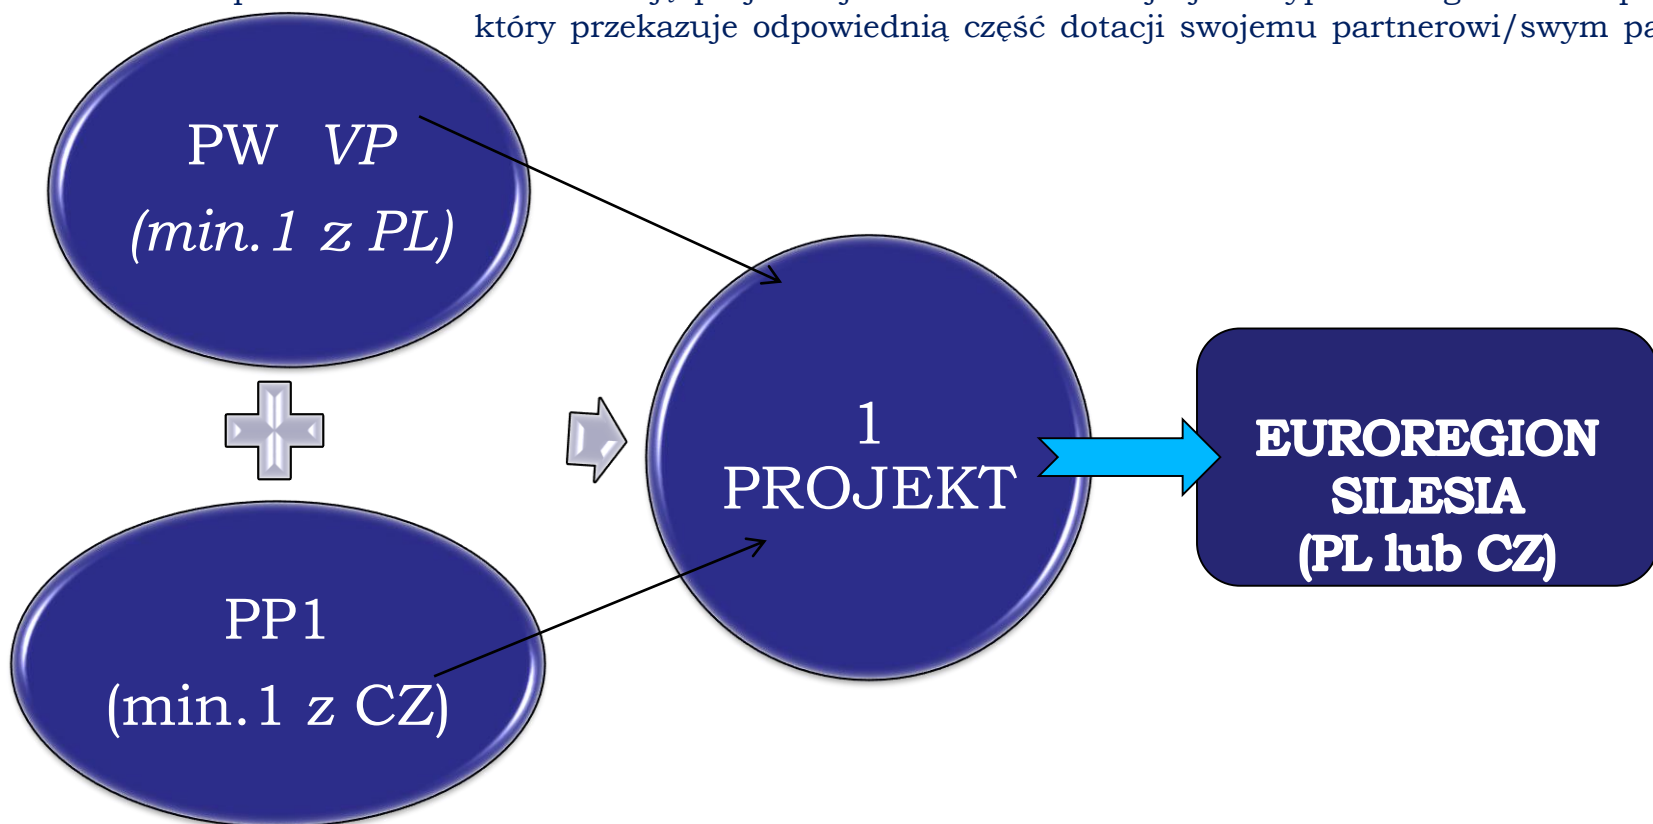 który przekazuje odpowiednią część dotacji swojemu partnerowi/swym
PW VP
(min.1 z PL)
1
PROJEKT
EUROREGION
SILESIA
(PL lub CZ)
PP1
(min.1 z CZ)